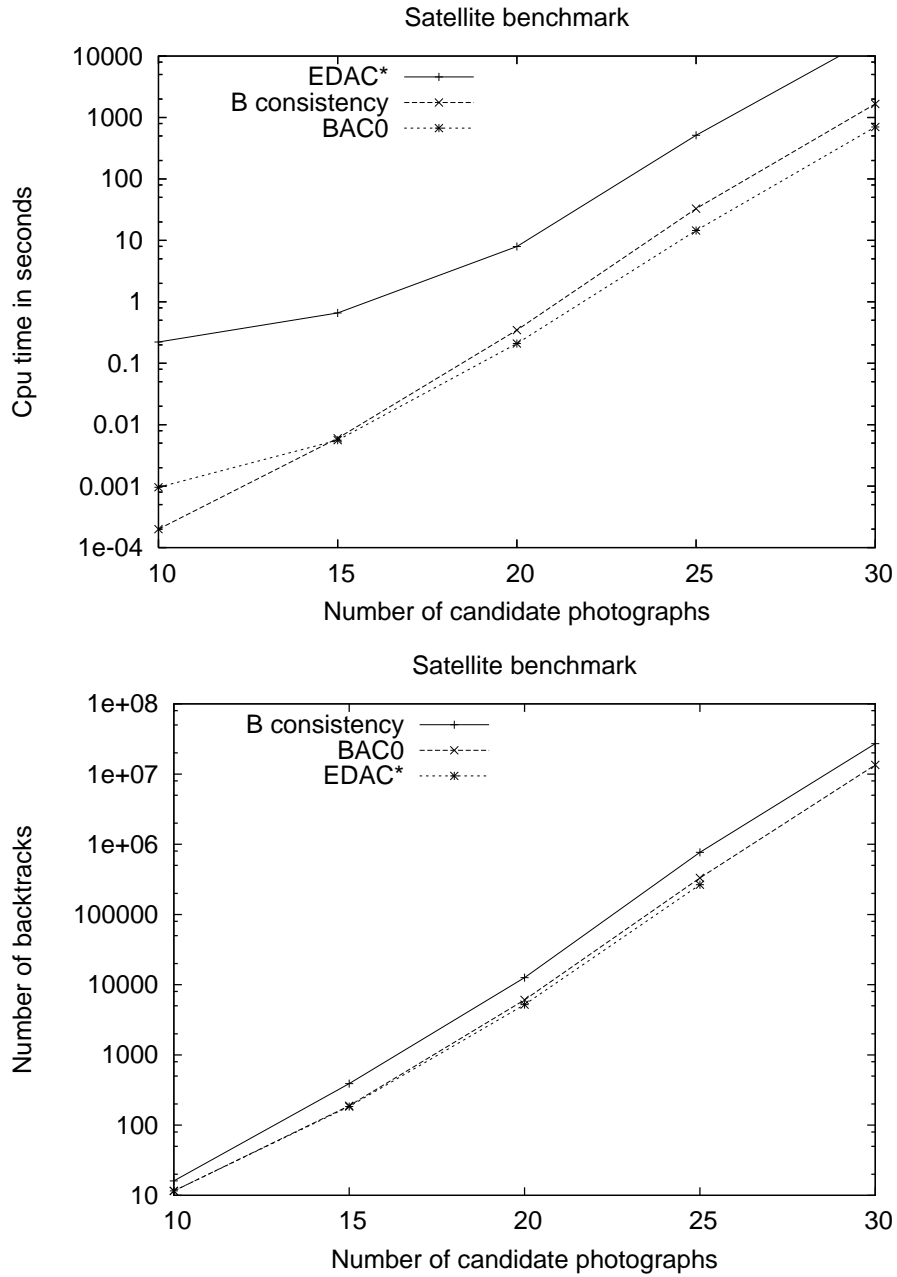 Satellite benchmark
10000
1000
100
10
1
0.1
0.01
0.001
1e-04
Cpu time in seconds
EDAC*
B consistency
BAC0
10 15 20 25 30
Number of candidate photographs
Satellite benchmark
1e+08
1e+07
1e+06
100000
10000
1000
100
10
Number of backtracks
B consistency
BAC0
EDAC*
10 15 20 25 30
Number of candidate photographs